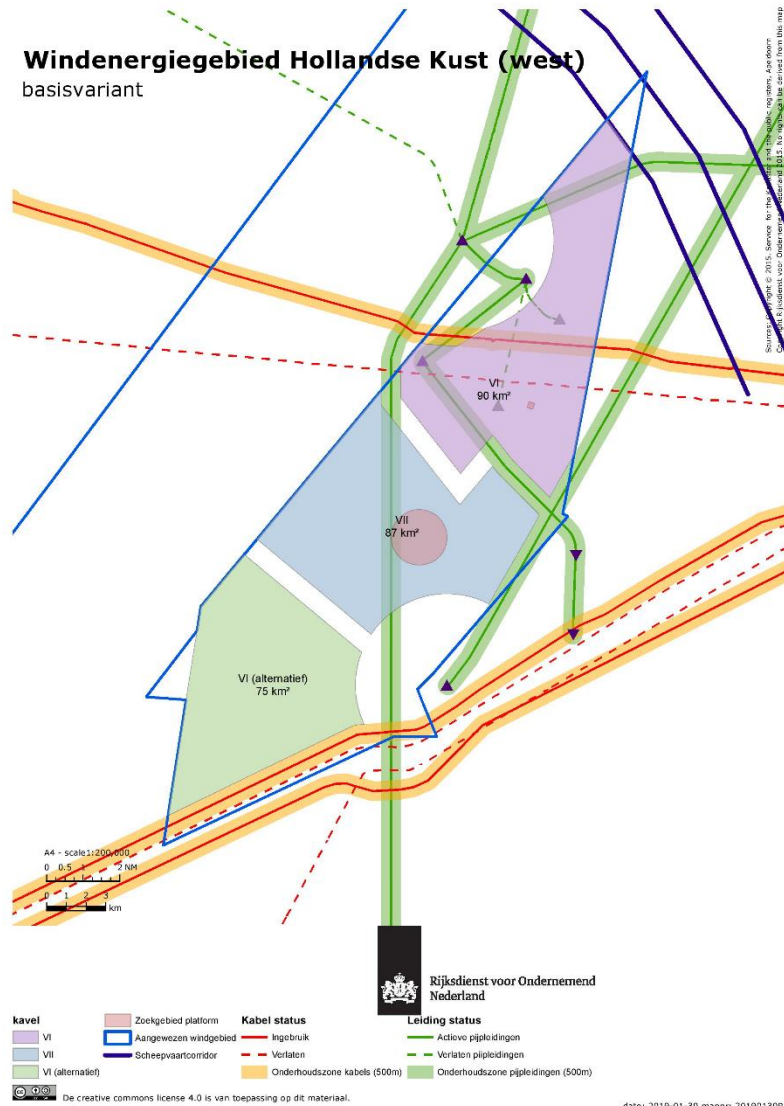 Windenergiegebied Hollandse Kust (west)
basisvariant
VI
90 km²
VII
87 km²
VI (alternatief)
75 km²
A4 - scale1:200,000
0 0.5 1 2 NM
0 1 2 3
km
Rijksdienst voor Ondernemend
Nederland
kavel
VI
VII
VI (alternatief)
Zoekgebied platform
Aangewezen windgebied
Scheepvaartcorridor
Kabel status
Ingebruik
Verlaten
Onderhoudszone kabels (500m)
Leiding status
Actieve pijpleidingen
Verlaten pijpleidingen
Onderhoudszone pijpleidingen (500m)
De creative commons license 4.0 is van toepassing op dit materiaal.